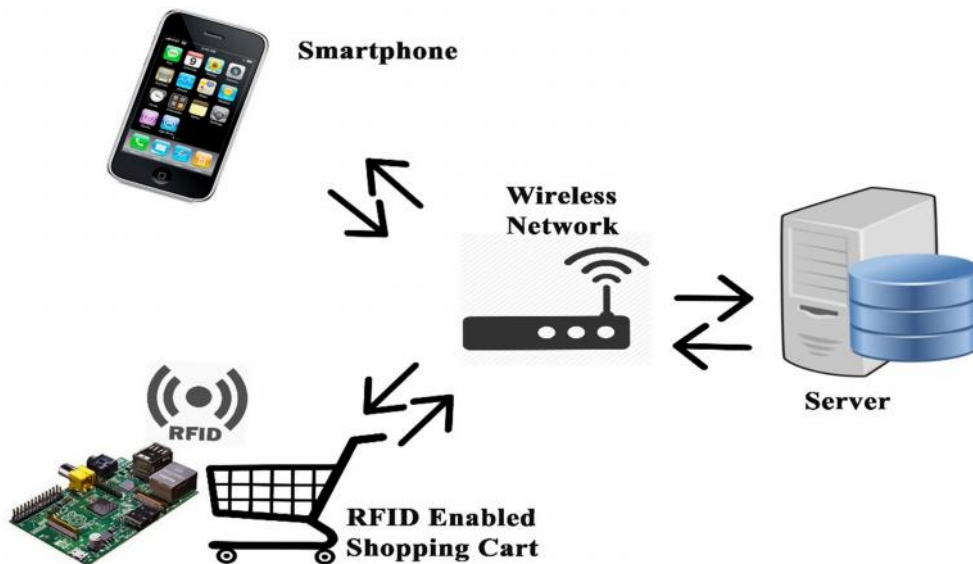 Smartphone
Wireless
Network
Server
RFID
RFID Enabled
Shopping Cart